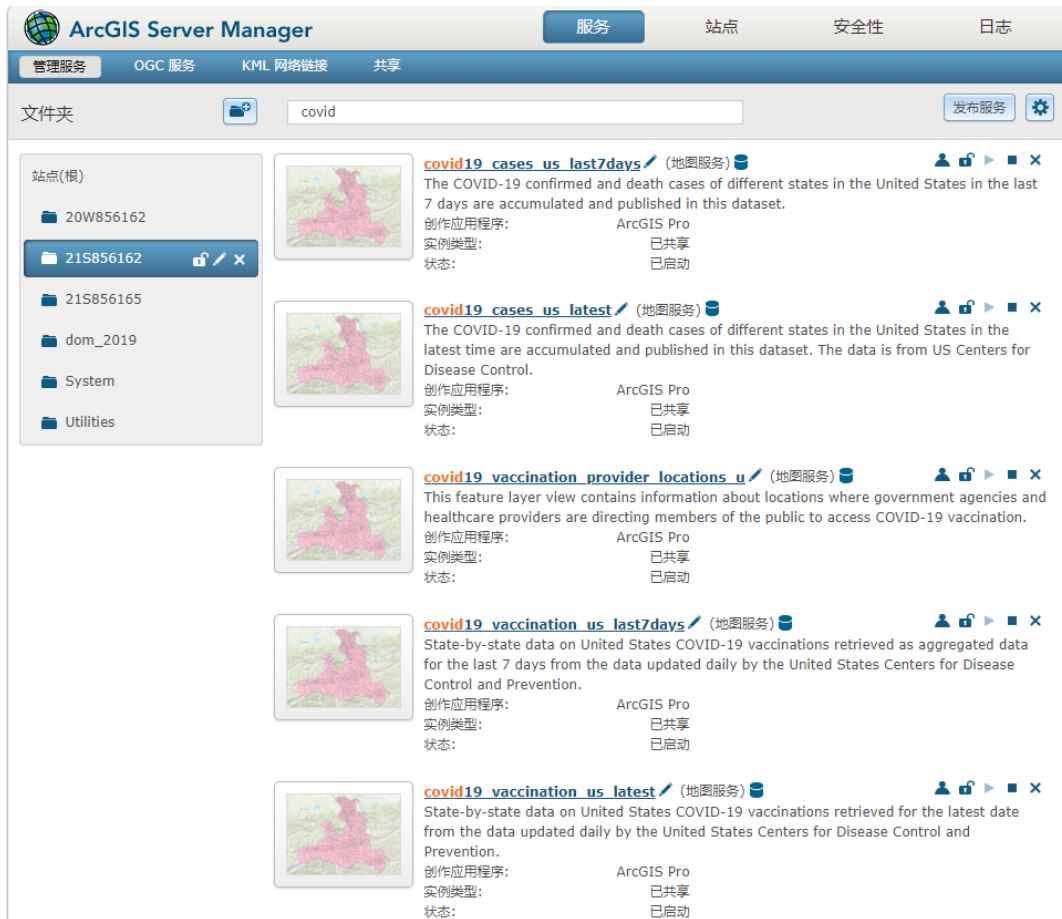 ArcGIS Server Manager
服务 站点 安全性 日志
管理服务 OGC 服务 KML 网络链接 共享
文件夹
covid
发布服务
站点(根)
20W856162
21S856162
21S856165
dom_2019
System
Utilities
covid19_cases_us_last7days (地图服务)
The COVID-19 confirmed and death cases of different states in the United States in the last
7 days are accumulated and published in this dataset.
创作应用程序: ArcGIS Pro
实例类型: 已共享
状态: 已启动
covid19_cases_us_latest (地图服务)
The COVID-19 confirmed and death cases of different states in the United States in the
latest time are accumulated and published in this dataset. The data is from US Centers for
Disease Control.
创作应用程序: ArcGIS Pro
实例类型: 已共享
状态: 已启动
covid19_vaccination_provider_locations_u (地图服务)
This feature layer view contains information about locations where government agencies and
healthcare providers are directing members of the public to access COVID-19 vaccination.
创作应用程序: ArcGIS Pro
实例类型: 已共享
状态: 已启动
covid19_vaccination_us_last7days (地图服务)
State-by-state data on United States COVID-19 vaccinations retrieved as aggregated data
for the last 7 days from the data updated daily by the United States Centers for Disease
Control and Prevention.
创作应用程序: ArcGIS Pro
实例类型: 已共享
状态: 已启动
covid19_vaccination_us_latest (地图服务)
State-by-state data on United States COVID-19 vaccinations retrieved for the latest date
from the data updated daily by the United States Centers for Disease Control and
Prevention.
创作应用程序: ArcGIS Pro
实例类型: 已共享
状态: 已启动